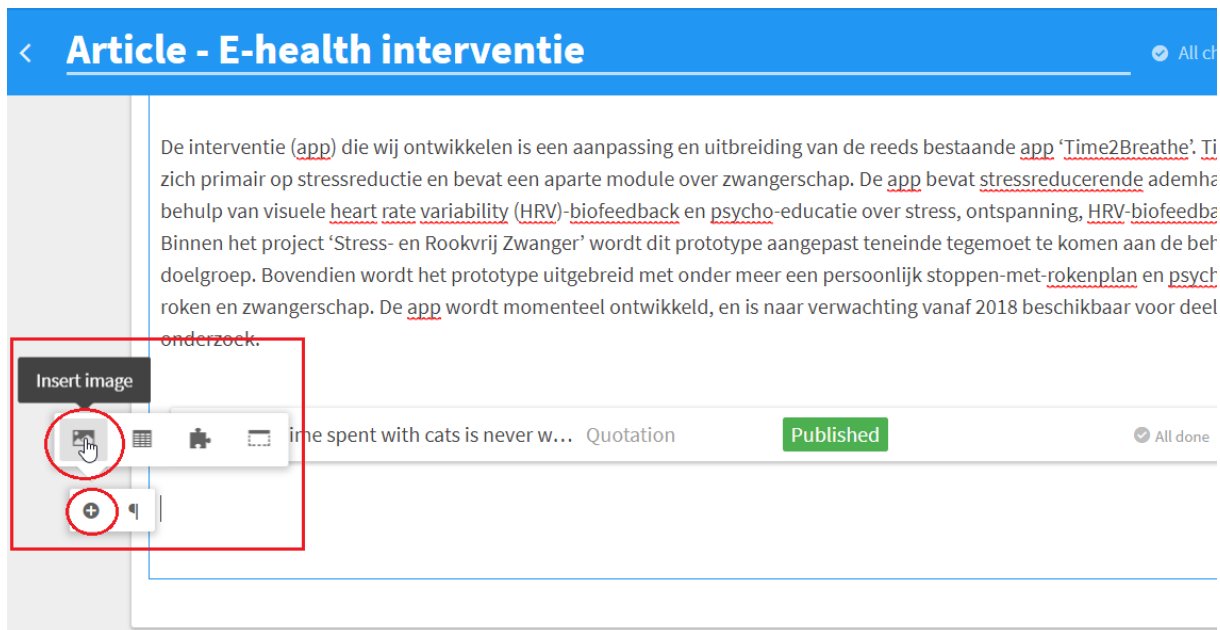 Article - E-health interventie
All ch
De interventie (app) die wij ontwikkelen is een aanpassing en uitbreiding van de reeds bestaande app ‘Time2Breathe’. Ti
zich primair op stressreductie en bevat een aparte module over zwangerschap. De app bevat stressreducerende ademha
behulp van visuele heart rate variability (HRV)-biofeedback en psycho-educatie over stress, ontspanning, HRV-biofeedba
Binnen het project ‘Stress- en Rookvrij Zwanger’ wordt dit prototype aangepast teneinde tegemoet te komen aan de beh
doelgroep. Bovendien wordt het prototype uitgebreid met onder meer een persoonlijk stoppen-met-rokenplan en psych
roken en zwangerschap. De app wordt momenteel ontwikkeld, en is naar verwachting vanaf 2018 beschikbaar voor deel
onderzoek.
Insert image
ime spent with cats is never w... Quotation Published All done
¶